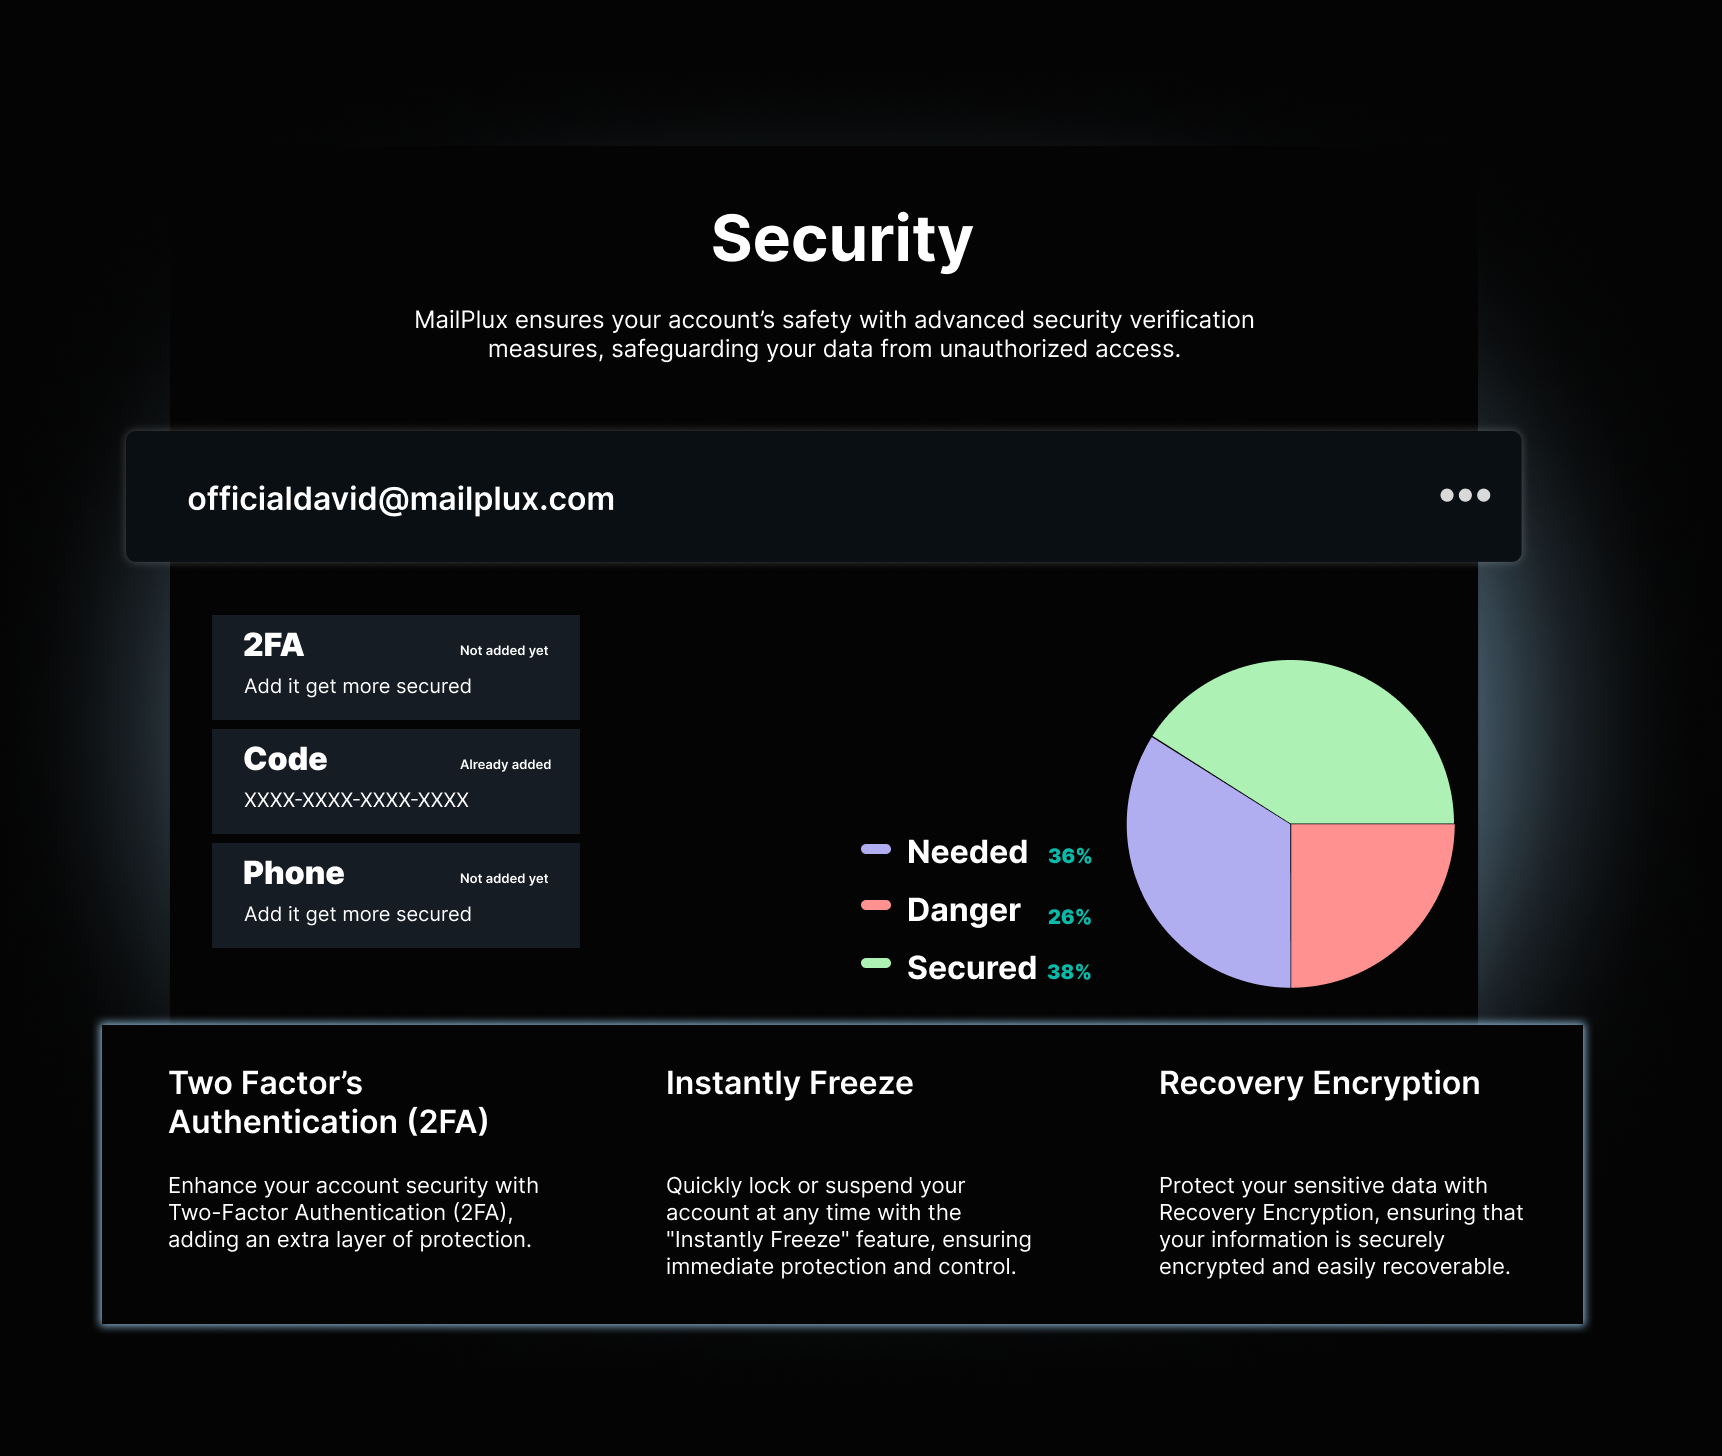 Security
MailPlux ensures your account’s safety with advanced security verification
measures, safeguarding your data from unauthorized access.
officialdavid@mailplux.com
2FA
Not added yet
Add it get more secured
Code
Already added
XXXX-XXXX-XXXX-XXXX
Phone
Not added yet
Add it get more secured
Needed 36%
Danger 26%
Secured 38%
Two Factor’s
Authentication (2FA)
Enhance your account security with
Two-Factor Authentication (2FA),
adding an extra layer of protection.
Instantly Freeze
Quickly lock or suspend your
account at any time with the
"Instantly Freeze" feature, ensuring
immediate protection and control.
Recovery Encryption
Protect your sensitive data with
Recovery Encryption, ensuring that
your information is securely
encrypted and easily recoverable.